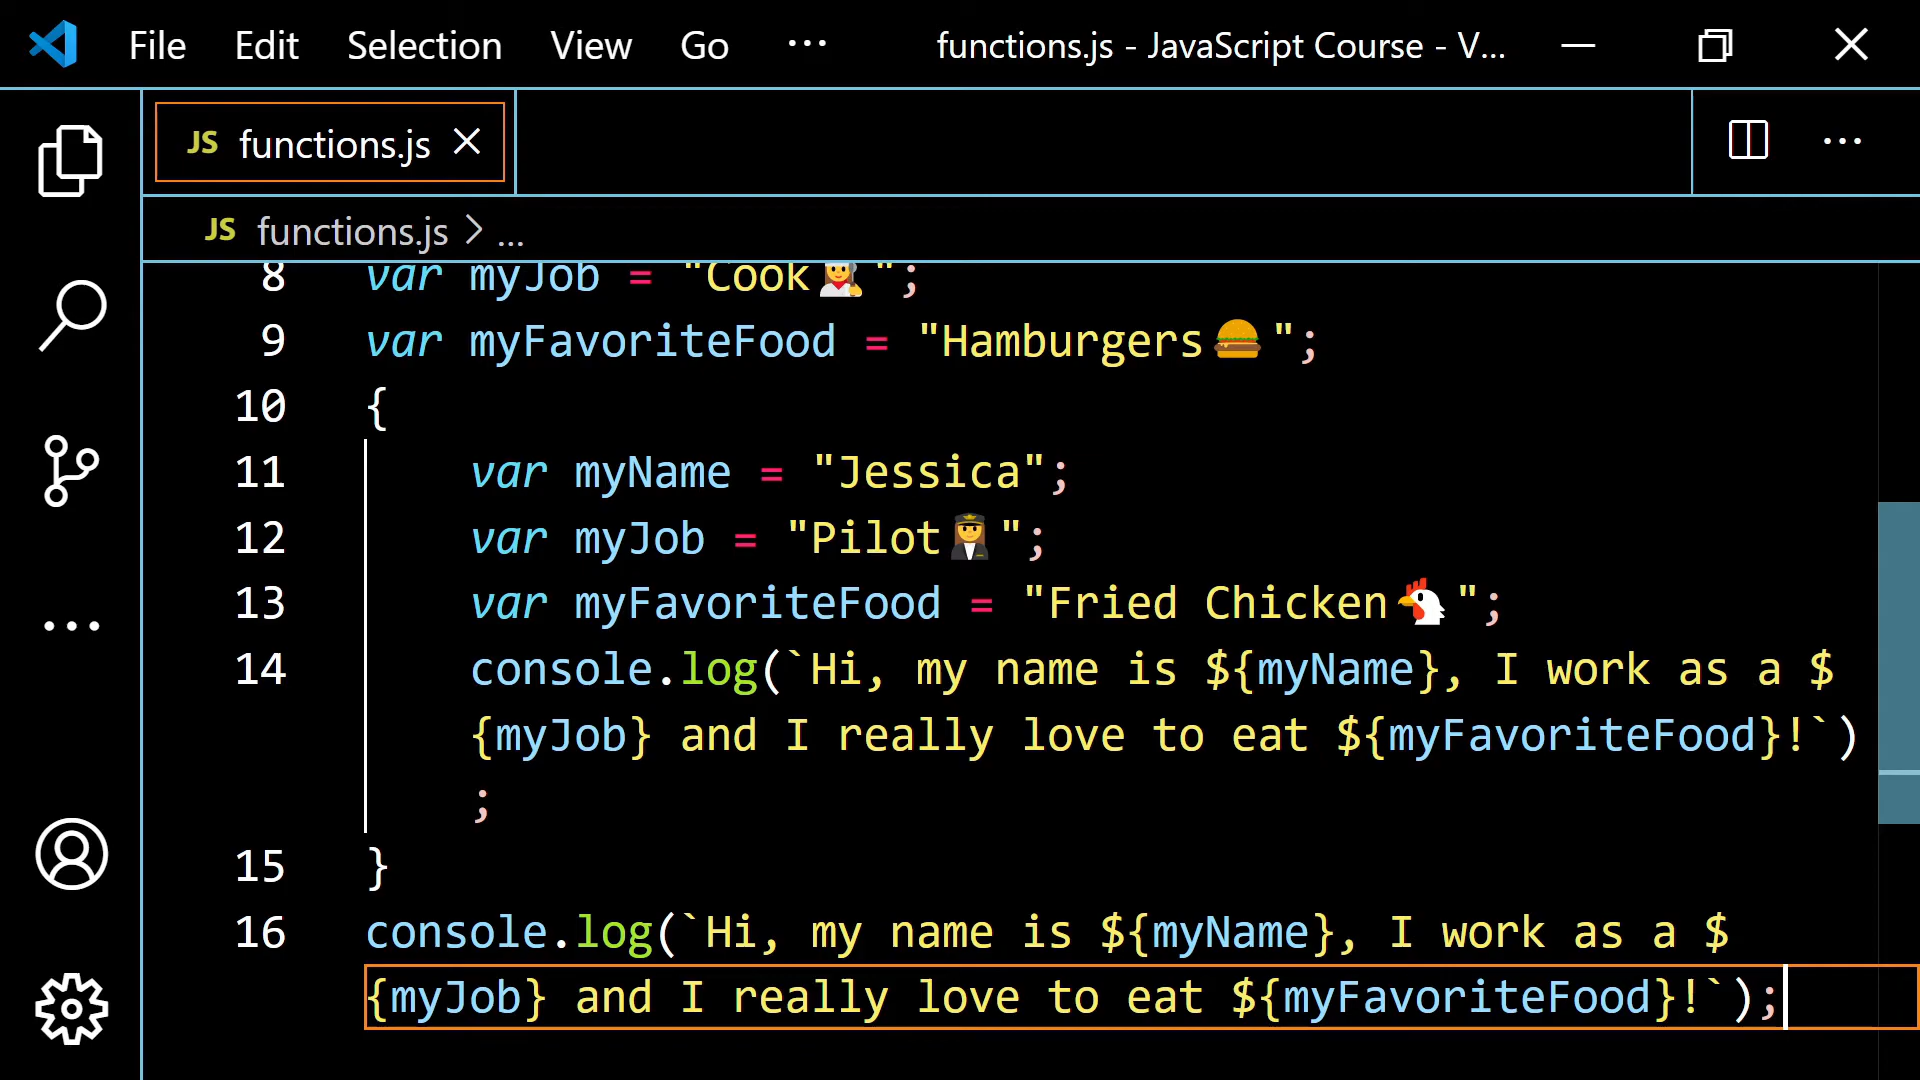 File Edit Selection View Go ··· functions.js - JavaScript Course - V...
JS functions.js
JS functions.js > ...
8 var myJob = "Cook👩‍🍳";
9 var myFavoriteFood = "Hamburgers🍔";
10 {
11 var myName = "Jessica";
12 var myJob = "Pilot👩‍✈️";
13 var myFavoriteFood = "Fried Chicken🐔";
14 console.log(`Hi, my name is ${myName}, I work as a $
{myJob} and I really love to eat ${myFavoriteFood}!`)
;
15 }
16 console.log(`Hi, my name is ${myName}, I work as a $
{myJob} and I really love to eat ${myFavoriteFood}!`);